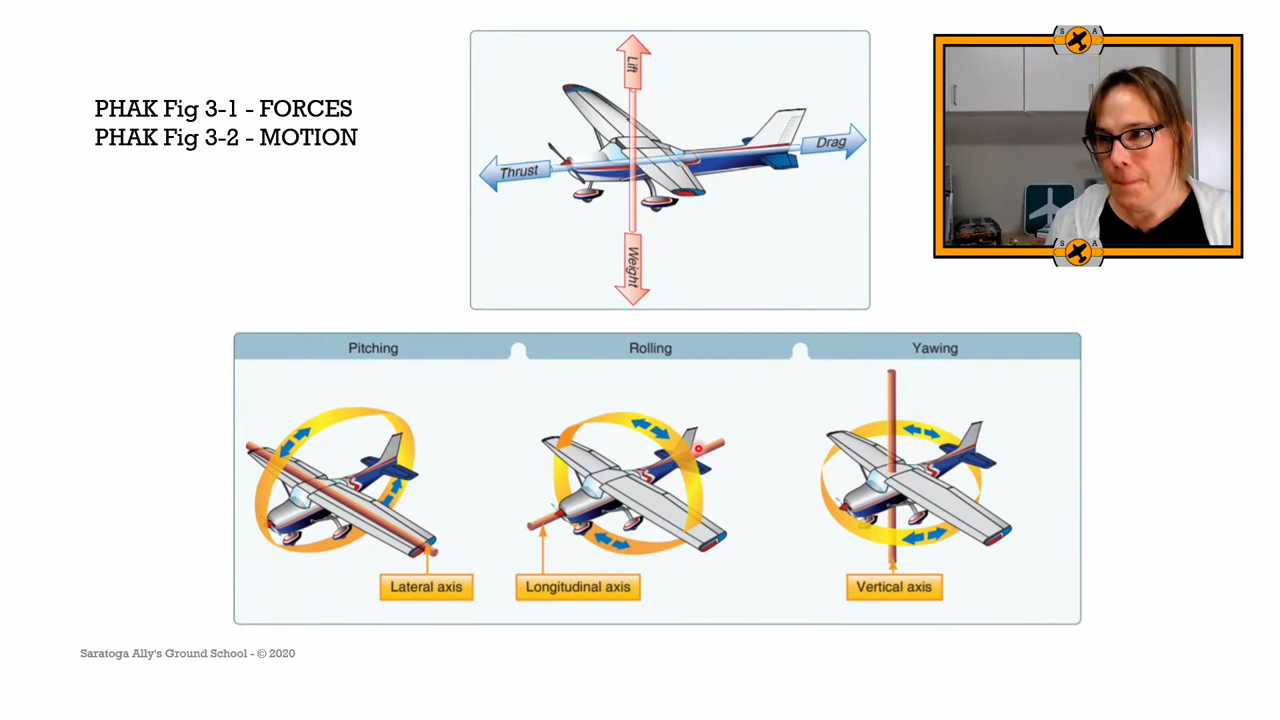 PHAK Fig 3-1 - FORCES
PHAK Fig 3-2 - MOTION
Lift
Thrust
Drag
Weight
S A
S A
Pitching
Rolling
Yawing
Lateral axis
Longitudinal axis
Vertical axis
Saratoga Ally's Ground School - © 2020